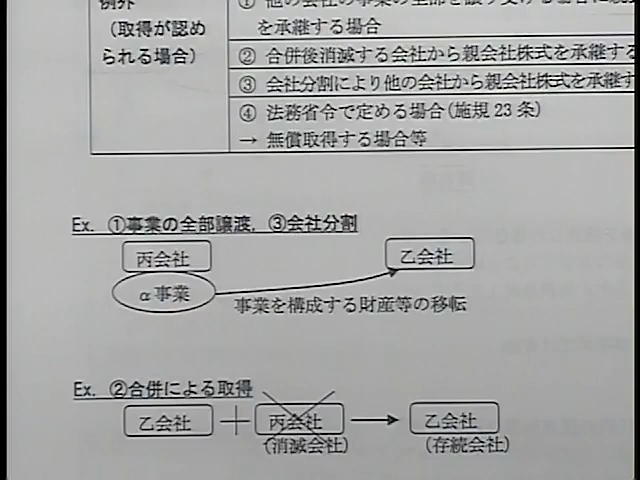 例外
(取得が認め
られる場合)
① 他の会社の事業の全部を譲り受ける場合に
を承継する場合
② 合併後消滅する会社から親会社株式を承継する
③ 会社分割により他の会社から親会社株式を承継す
④ 法務省令で定める場合(施規 23 条)
→ 無償取得する場合等
Ex. ①事業の全部譲渡,③会社分割
丙会社
乙会社
α事業
事業を構成する財産等の移転
Ex. ②合併による取得
乙会社
丙会社
乙会社
(消滅会社)
(存続会社)